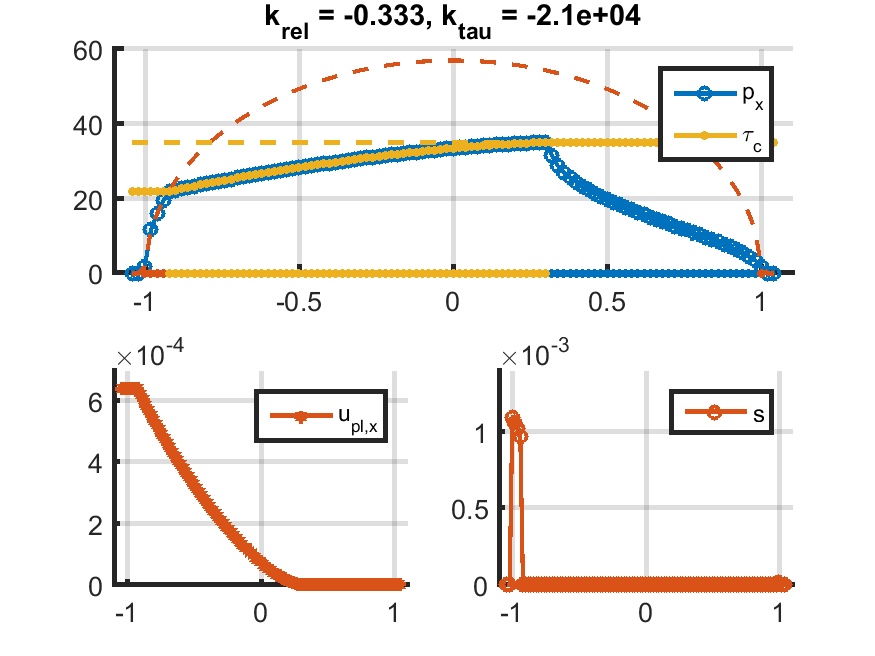 k_rel = -0.333, k_tau = -2.1e+04
60
40
20
0
p_x
τ_c
-1 -0.5 0 0.5 1
×10^-4
6
4
2
0
u_pl,x
-1 0 1
×10^-3
1
0.5
0
s
-1 0 1